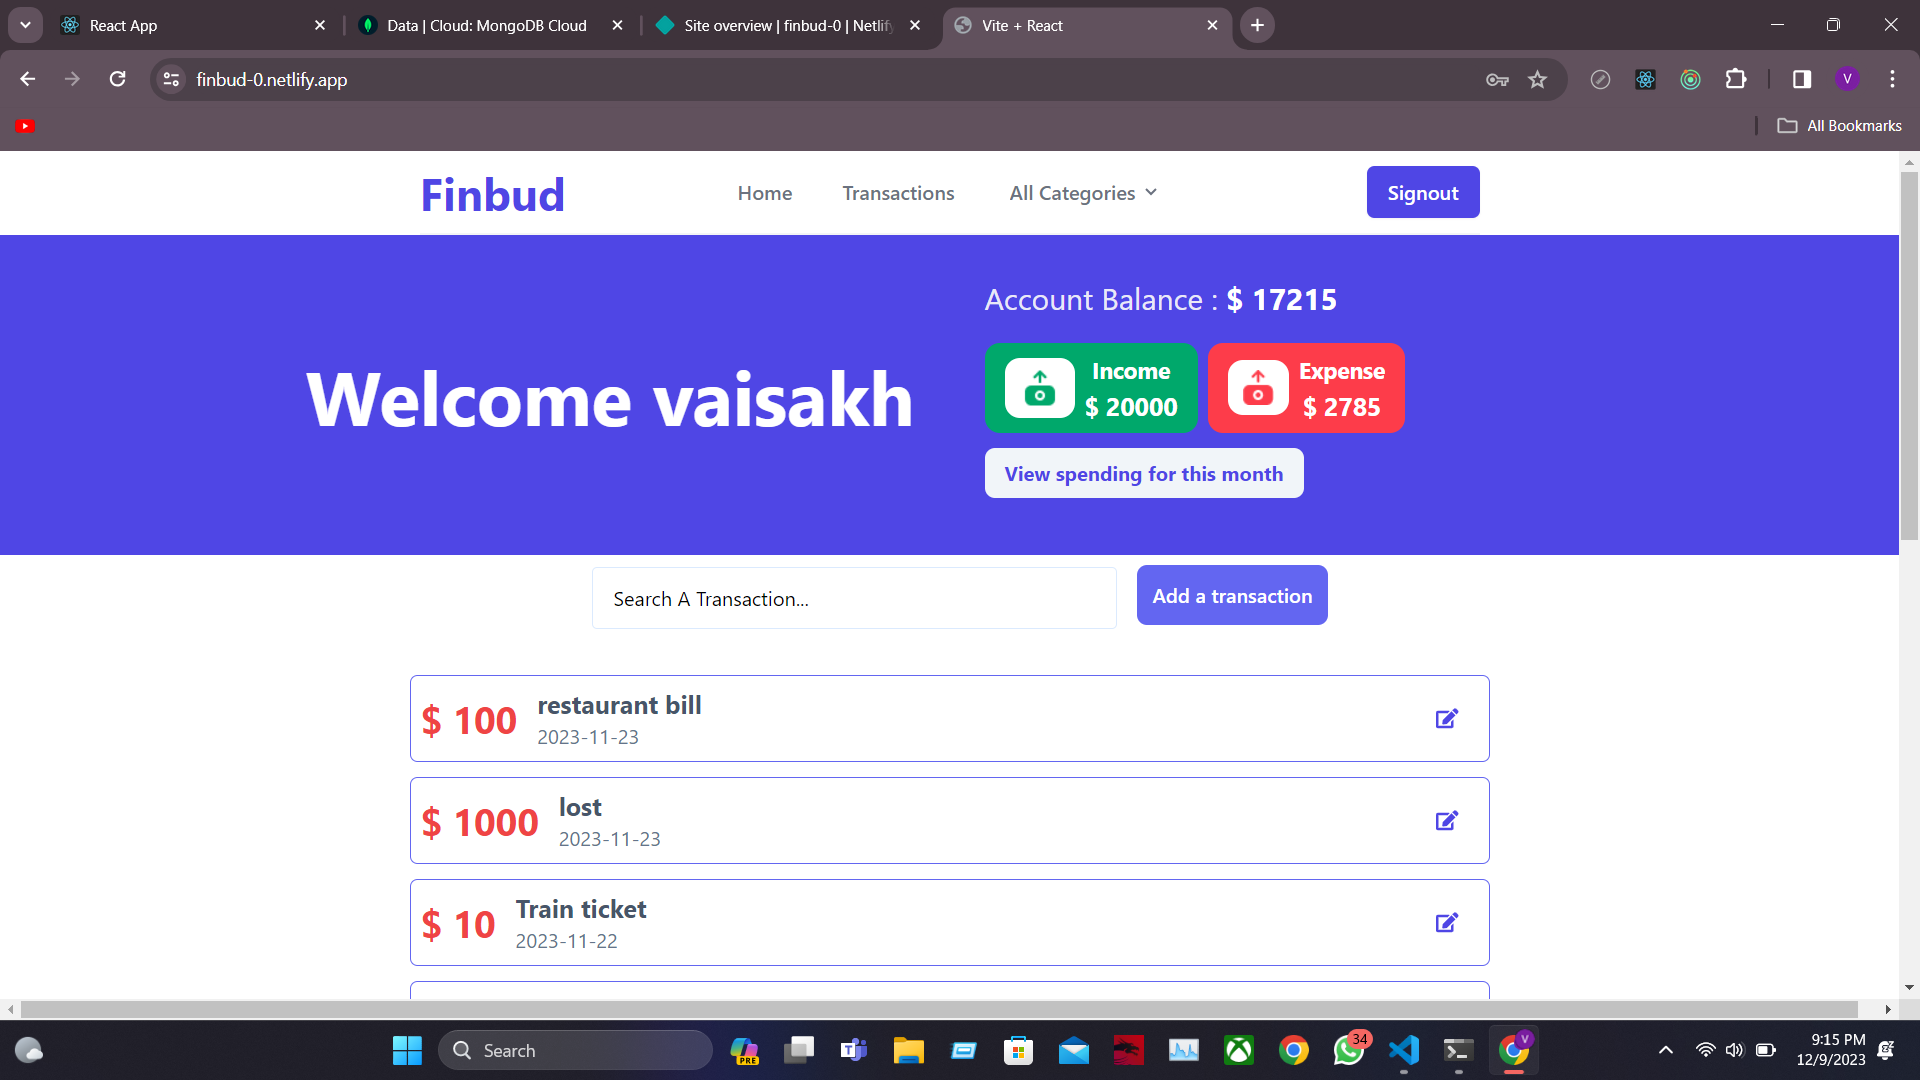 React App
Data | Cloud: MongoDB Cloud
Site overview | finbud-0 | Netlify
Vite + React
finbud-0.netlify.app
V
All Bookmarks
Finbud
Home
Transactions
All Categories
Signout
Account Balance : $ 17215
Welcome vaisakh
Income
$ 20000
Expense
$ 2785
View spending for this month
Search A Transaction...
Add a transaction
$ 100
restaurant bill
2023-11-23
$ 1000
lost
2023-11-23
$ 10
Train ticket
2023-11-22
Search
PRE
34
V
9:15 PM
12/9/2023